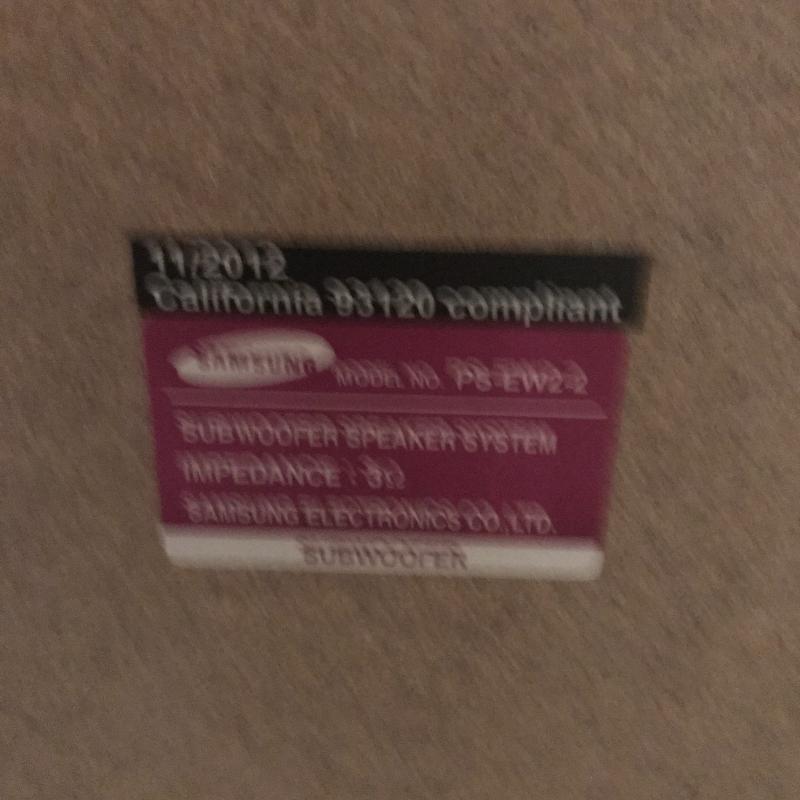 11/2012
California 93120 compliant
SAMSUNG MODEL NO. PS-EW2-2
SUBWOOFER SPEAKER SYSTEM
IMPEDANCE : 3Ω
SAMSUNG ELECTRONICS CO.,LTD.
SUBWOOFER